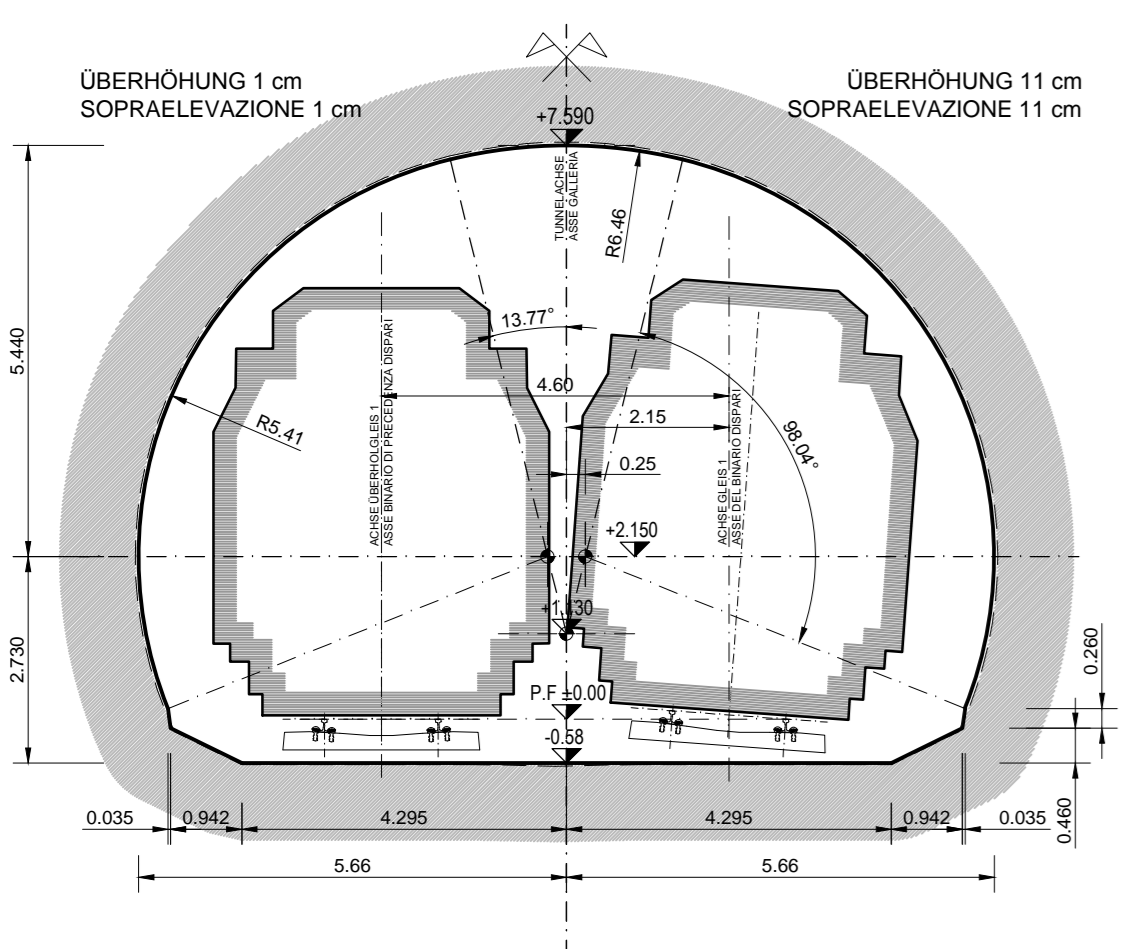 ÜBERHÖHUNG 1 cm
SOPRAELEVAZIONE 1 cm
ÜBERHÖHUNG 11 cm
SOPRAELEVAZIONE 11 cm
+7.590
TUNNELACHSE
ASSE GALLERIA
R6.46
13.77°
5.440
4.60
2.15
0.25
R5.41
98.04°
ACHSE ÜBERHOLGLEIS 1
ASSE BINARIO DI PRECEDENZA DISPARI
ACHSE GLEIS 1
ASSE DEL BINARIO DISPARI
+2.150
+1.130
2.730
0.260
P.F ±0.00
-0.58
0.460
0.035
0.942
4.295
4.295
0.942
0.035
5.66
5.66